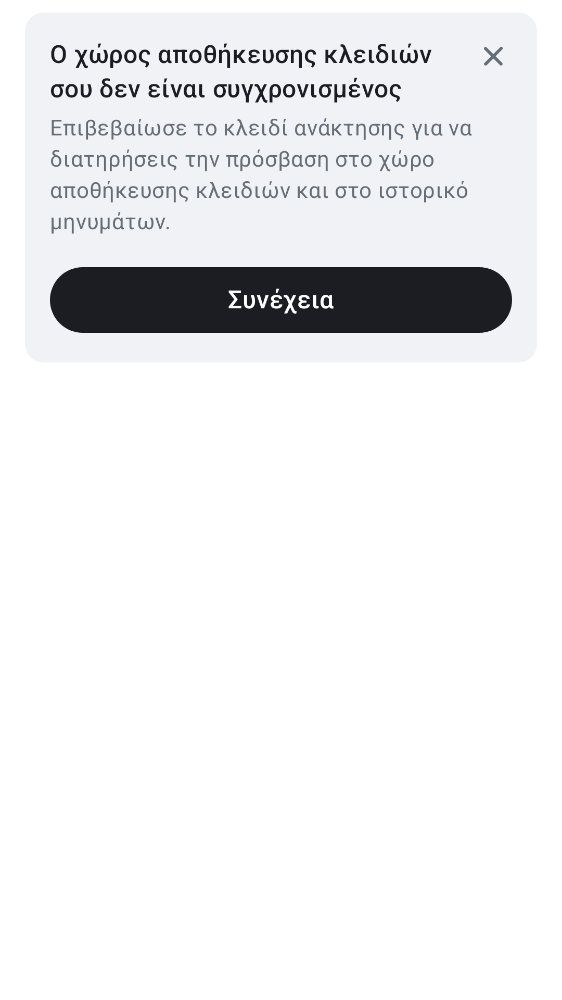 Ο χώρος αποθήκευσης κλειδιών
σου δεν είναι συγχρονισμένος
Επιβεβαίωσε το κλειδί ανάκτησης για να
διατηρήσεις την πρόσβαση στο χώρο
αποθήκευσης κλειδιών και στο ιστορικό
μηνυμάτων.
Συνέχεια